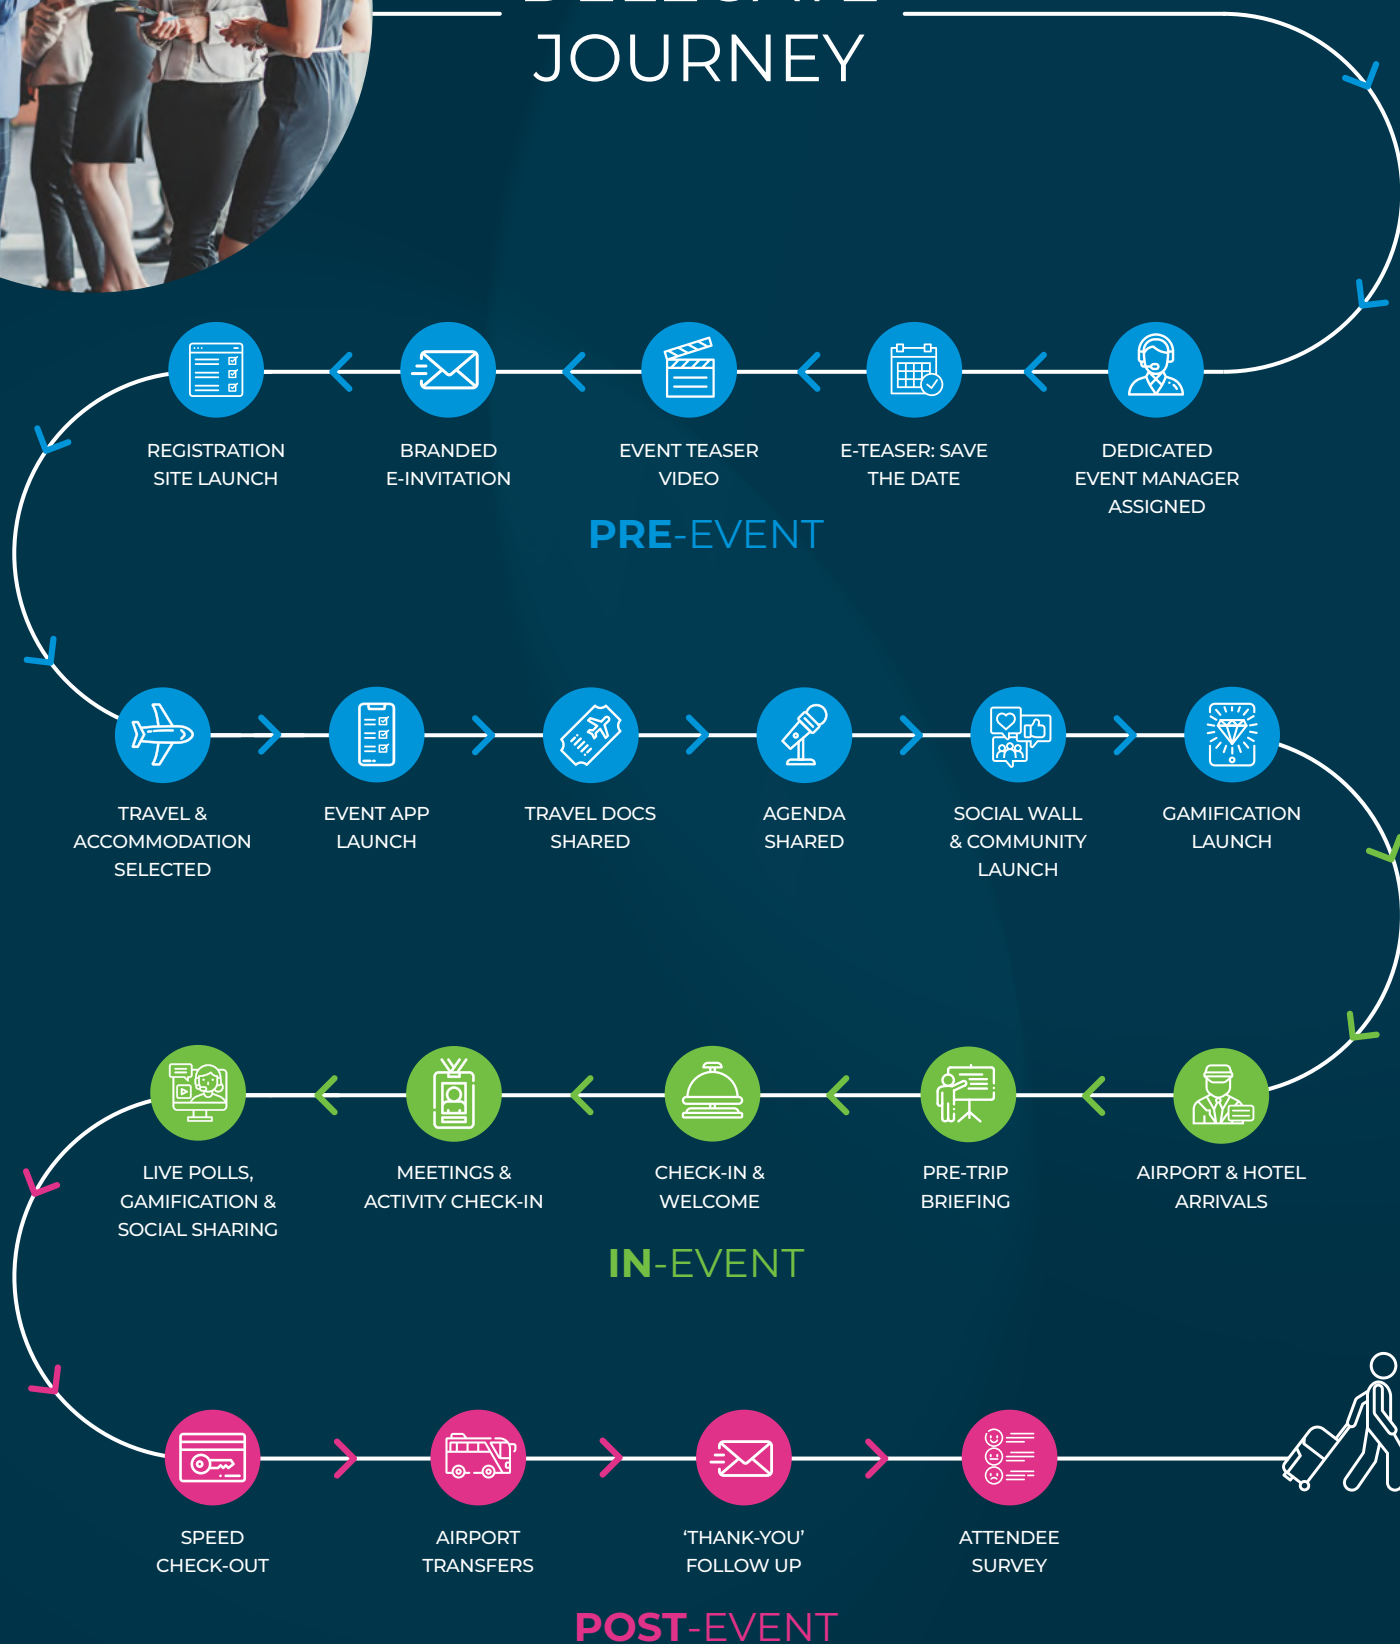 JOURNEY
DEDICATED
EVENT MANAGER
ASSIGNED
E-TEASER: SAVE
THE DATE
EVENT TEASER
VIDEO
BRANDED
E-INVITATION
REGISTRATION
SITE LAUNCH
PRE-EVENT
TRAVEL &
ACCOMMODATION
SELECTED
EVENT APP
LAUNCH
TRAVEL DOCS
SHARED
AGENDA
SHARED
SOCIAL WALL
& COMMUNITY
LAUNCH
GAMIFICATION
LAUNCH
AIRPORT & HOTEL
ARRIVALS
PRE-TRIP
BRIEFING
CHECK-IN &
WELCOME
MEETINGS &
ACTIVITY CHECK-IN
LIVE POLLS,
GAMIFICATION &
SOCIAL SHARING
IN-EVENT
SPEED
CHECK-OUT
AIRPORT
TRANSFERS
‘THANK-YOU’
FOLLOW UP
ATTENDEE
SURVEY
POST-EVENT